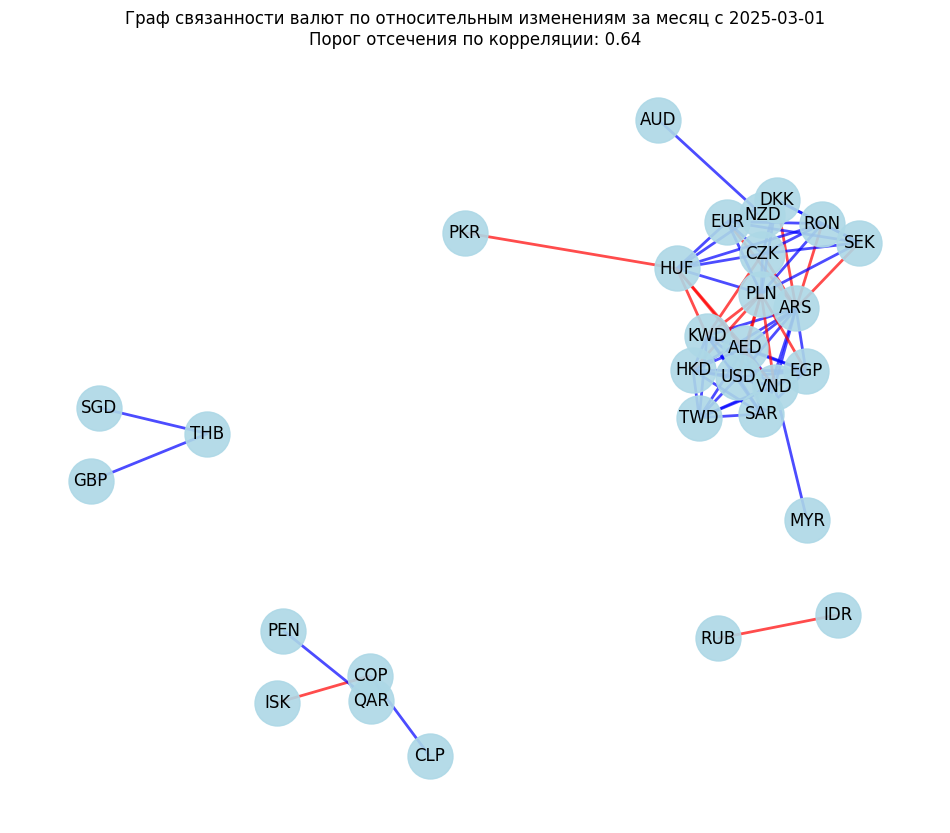 Граф связанности валют по относительным изменениям за месяц с 2025-03-01
Порог отсечения по корреляции: 0.64
AUD
DKK
NZD
EUR
RON
PKR
SEK
CZK
HUF
PLN
ARS
KWD
AED
HKD
USD
EGP
VND
SGD
TWD
SAR
THB
GBP
MYR
IDR
PEN
RUB
COP
ISK
QAR
CLP